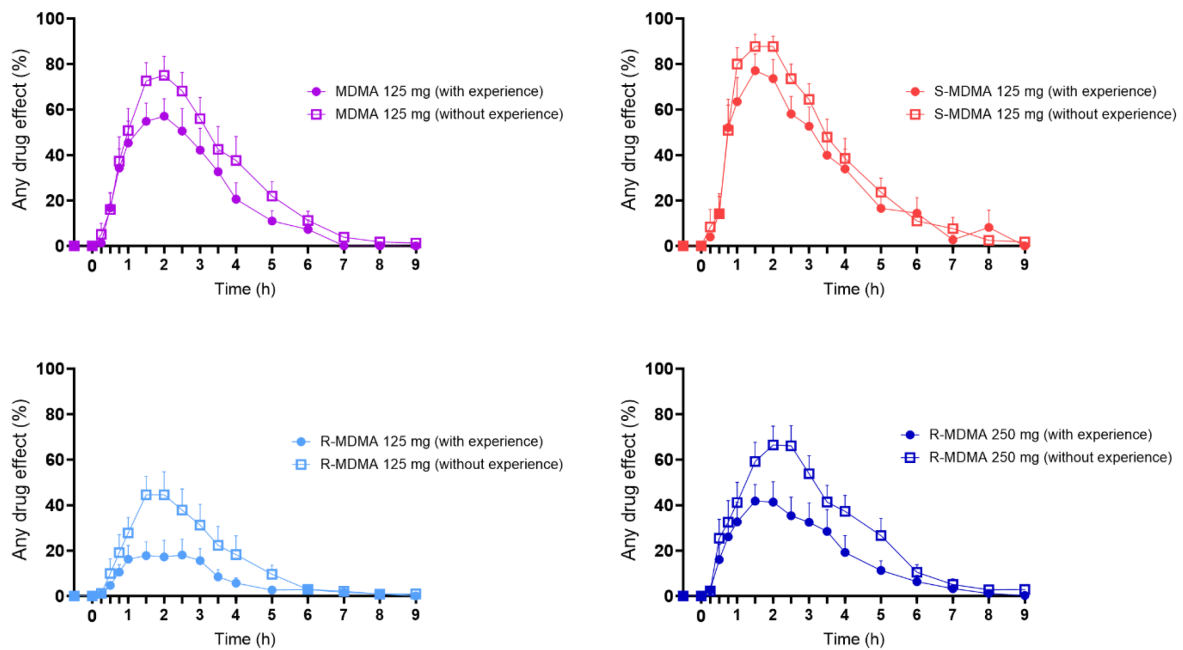 Any drug effect (%)
100
80
60
40
20
0
MDMA 125 mg (with experience)
MDMA 125 mg (without experience)
0 1 2 3 4 5 6 7 8 9
Time (h)
Any drug effect (%)
100
80
60
40
20
0
S-MDMA 125 mg (with experience)
S-MDMA 125 mg (without experience)
0 1 2 3 4 5 6 7 8 9
Time (h)
Any drug effect (%)
100
80
60
40
20
0
R-MDMA 125 mg (with experience)
R-MDMA 125 mg (without experience)
0 1 2 3 4 5 6 7 8 9
Time (h)
Any drug effect (%)
100
80
60
40
20
0
R-MDMA 250 mg (with experience)
R-MDMA 250 mg (without experience)
0 1 2 3 4 5 6 7 8 9
Time (h)